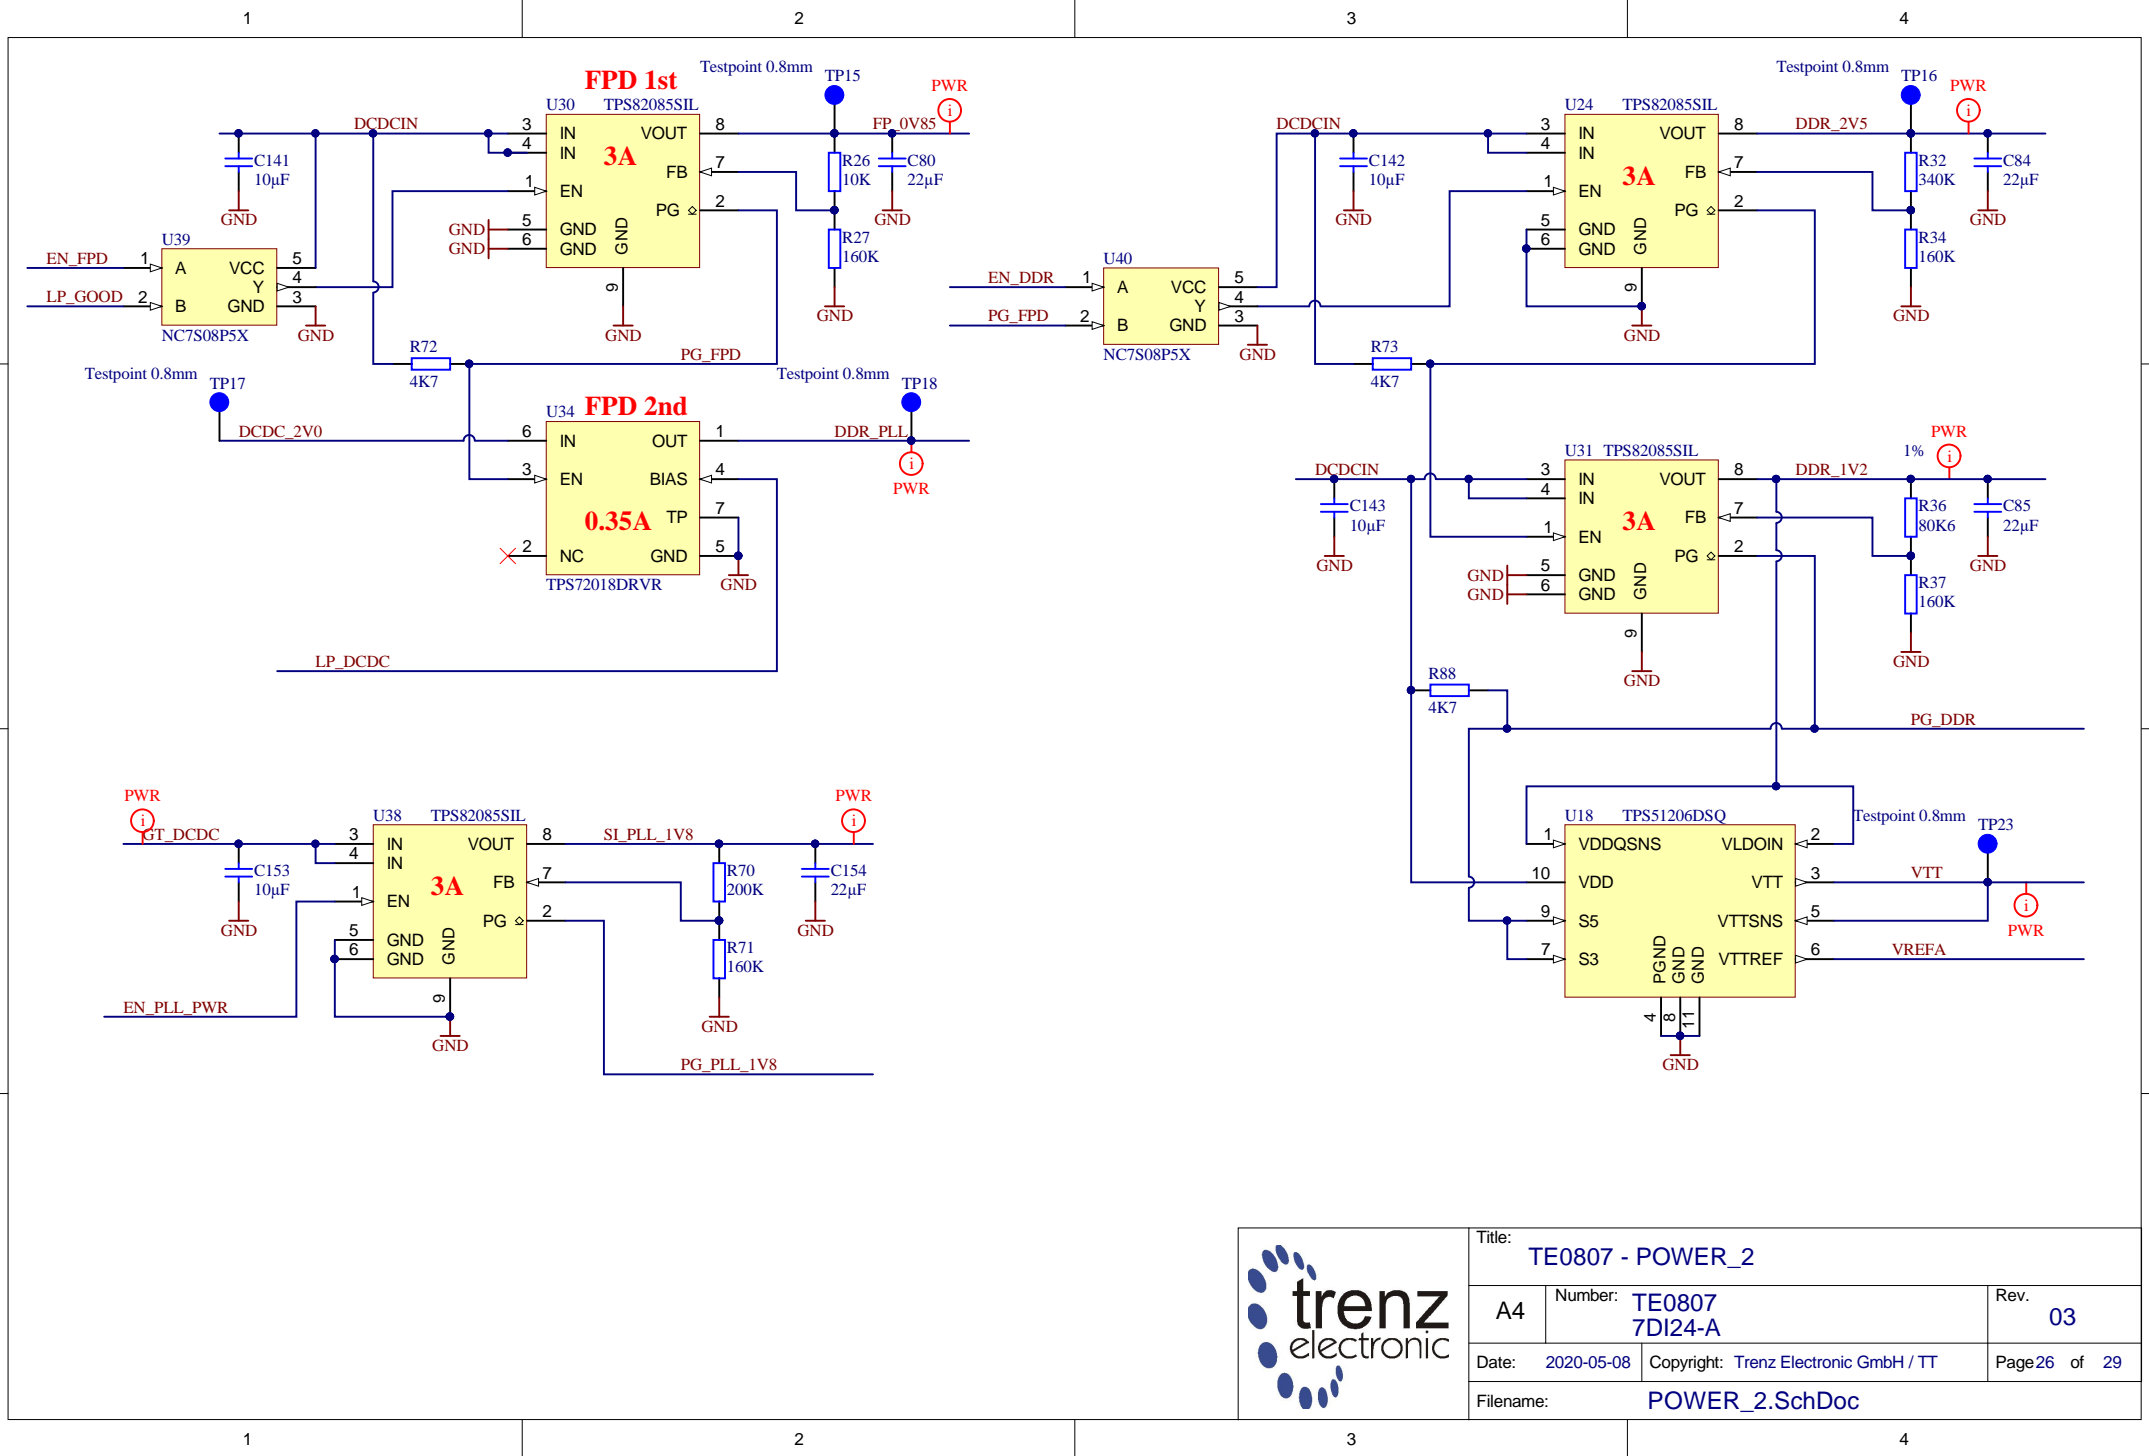 1
2
3
4
FPD 1st
Testpoint 0.8mm
TP15
PWR
U30
TPS82085SIL
DCDCIN
3
IN
VOUT
8
FP_0V85
4
IN
3A
C141
10µF
FB
7
R26
10K
C80
22µF
1
EN
PG
2
GND
GND
GND
5
GND
GND
6
GND
GND
R27
160K
9
GND
GND
U39
EN_FPD
1
A
VCC
5
Y
4
LP_GOOD
2
B
GND
3
NC7S08P5X
GND
R72
4K7
PG_FPD
Testpoint 0.8mm
TP17
Testpoint 0.8mm
TP18
U34
FPD 2nd
DCDC_2V0
6
IN
OUT
1
DDR_PLL
PWR
3
EN
BIAS
4
0.35A
TP
7
2
NC
GND
5
TPS72018DRVR
GND
LP_DCDC
PWR
GT_DCDC
U38
TPS82085SIL
3
IN
VOUT
8
SI_PLL_1V8
PWR
4
IN
3A
C153
10µF
FB
7
R70
200K
C154
22µF
1
EN
PG
2
GND
GND
5
GND
6
GND
GND
R71
160K
9
GND
GND
EN_PLL_PWR
PG_PLL_1V8
Testpoint 0.8mm
TP16
PWR
U24
TPS82085SIL
DCDCIN
3
IN
VOUT
8
DDR_2V5
4
IN
3A
C142
10µF
FB
7
R32
340K
C84
22µF
1
EN
PG
2
GND
GND
5
GND
6
GND
GND
R34
160K
9
GND
GND
U40
EN_DDR
1
A
VCC
5
Y
4
PG_FPD
2
B
GND
3
NC7S08P5X
GND
R73
4K7
U31
TPS82085SIL
1%
PWR
DCDCIN
3
IN
VOUT
8
DDR_1V2
4
IN
3A
C143
10µF
FB
7
R36
80K6
C85
22µF
1
EN
PG
2
GND
GND
GND
5
GND
GND
6
GND
GND
R37
160K
9
GND
GND
R88
4K7
PG_DDR
U18
TPS51206DSQ
Testpoint 0.8mm
TP23
1
VDDQSNS
VLDOIN
2
10
VDD
VTT
3
VTT
PWR
9
S5
VTTSNS
5
7
S3
VTTREF
6
VREFA
PGND
GND
GND
4
8
11
GND
trenz
electronic
Title:
TE0807 - POWER_2
A4
Number:
TE0807
7DI24-A
Rev.
03
Date:
2020-05-08
Copyright:
Trenz Electronic GmbH / TT
Page 26 of 29
Filename:
POWER_2.SchDoc
1
2
3
4